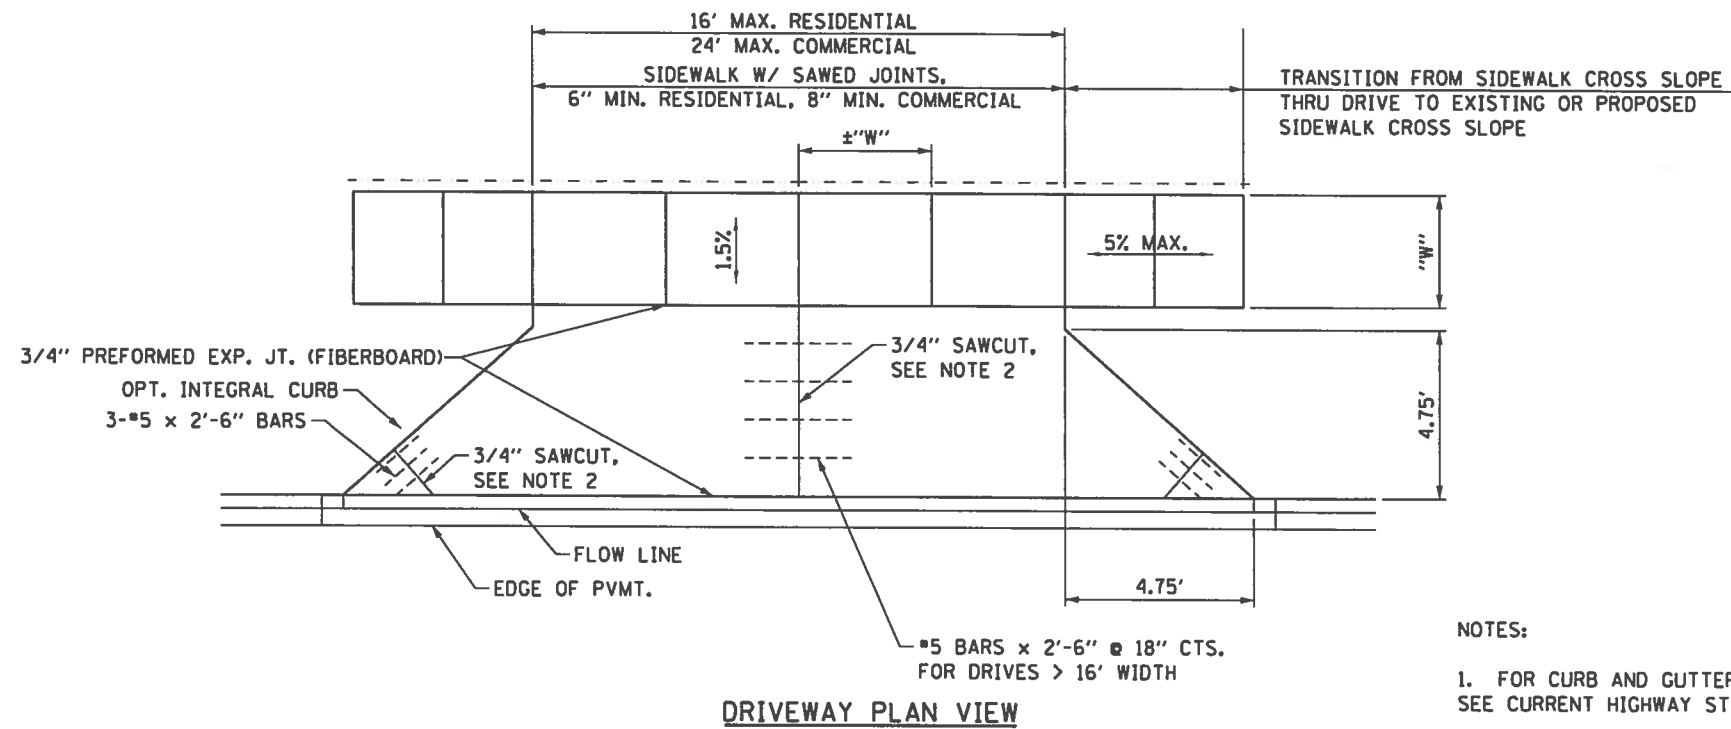 16' MAX. RESIDENTIAL
24' MAX. COMMERCIAL
SIDEWALK W/ SAWED JOINTS,
6" MIN. RESIDENTIAL, 8" MIN. COMMERCIAL
TRANSITION FROM SIDEWALK CROSS SLOPE
THRU DRIVE TO EXISTING OR PROPOSED
SIDEWALK CROSS SLOPE
±"W"
1.5%
5% MAX.
"W"
3/4" PREFORMED EXP. JT. (FIBERBOARD)
OPT. INTEGRAL CURB
3-#5 x 2'-6" BARS
3/4" SAWCUT,
SEE NOTE 2
3/4" SAWCUT,
SEE NOTE 2
4.75'
FLOW LINE
EDGE OF PVMT.
4.75'
#5 BARS x 2'-6" @ 18" CTS.
FOR DRIVES > 16' WIDTH
DRIVEWAY PLAN VIEW
NOTES:
1. FOR CURB AND GUTTER
SEE CURRENT HIGHWAY ST